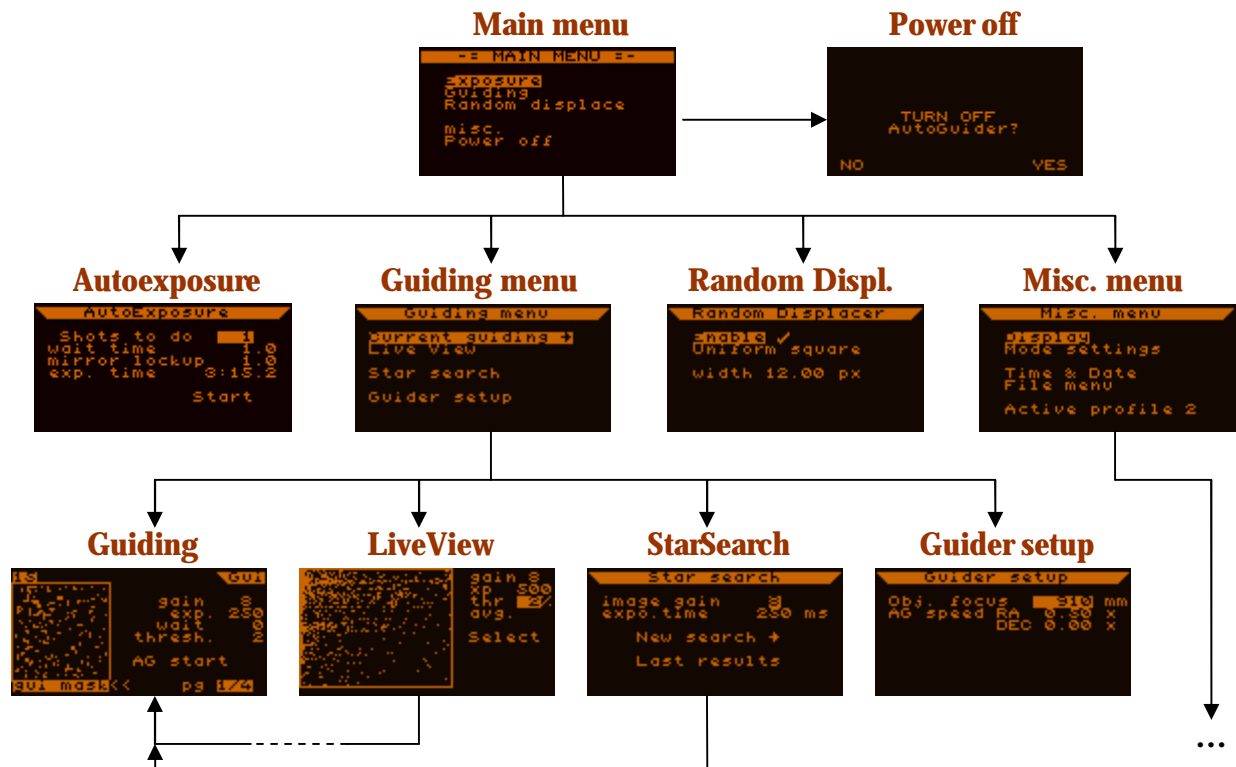 Main menu
-= MAIN MENU =-
exposure
Guiding
Random displace
misc.
Power off
Power off
TURN OFF
AutoGuider?
NO YES
Autoexposure
AutoExposure
Shots to do 1
wait time 1.0
mirror lockup 1.0
exp. time 3:15.2
Start
Guiding menu
Guiding menu
current guiding →
Live View
Star search
Guider setup
Random Displ.
Random Displacer
Enable ✓
Uniform square
width 12.00 px
Misc. menu
Misc. menu
Display
Mode settings
Time & Date
File menu
Active profile 2
Guiding
GUI
gain 8
exp. 250
wait 0
thresh. 2
AG start
gui mask<< pg 1/4
LiveView
gain 8
xp 500
thr 2%
avg.
Select
StarSearch
Star search
image gain 8
expo.time 250 ms
New search →
Last results
Guider setup
Guider setup
Obj. focus 910 mm
AG speed RA 0.50 x
DEC 0.00 x
...